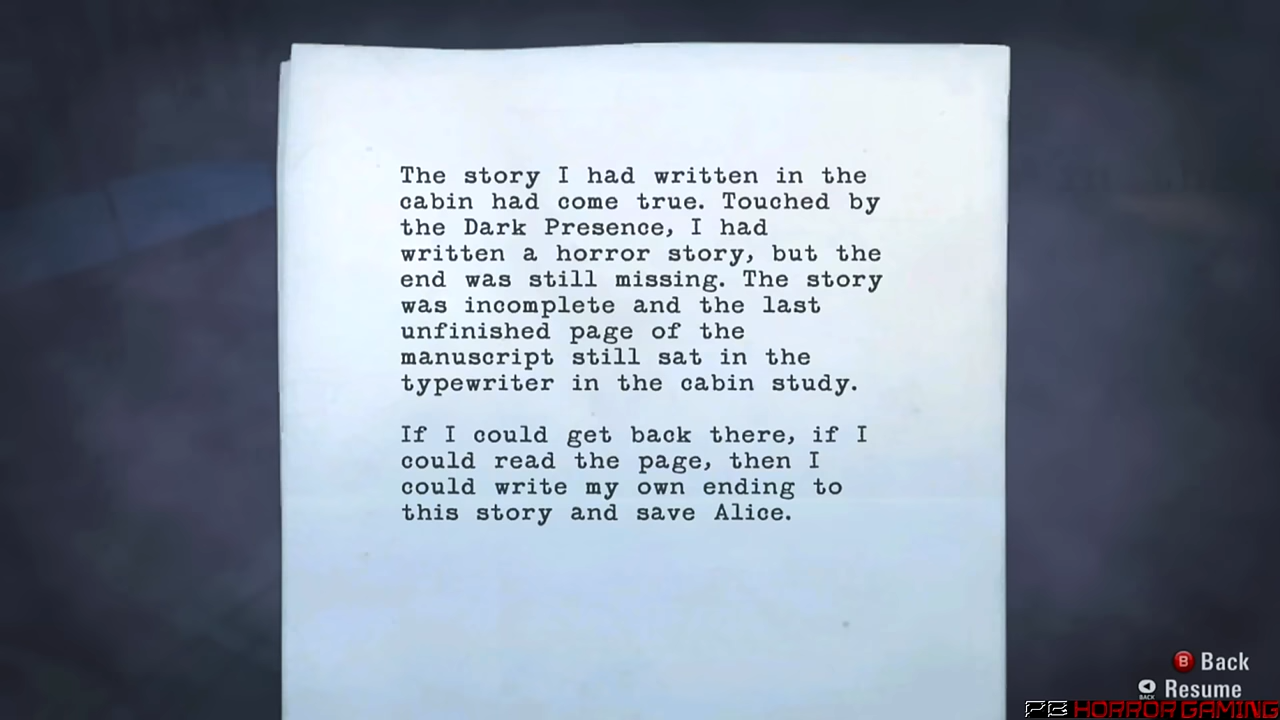 The story I had written in the
cabin had come true. Touched by
the Dark Presence, I had
written a horror story, but the
end was still missing. The story
was incomplete and the last
unfinished page of the
manuscript still sat in the
typewriter in the cabin study.
If I could get back there, if I
could read the page, then I
could write my own ending to
this story and save Alice.
B Back
BACK Resume
HORROR GAMING